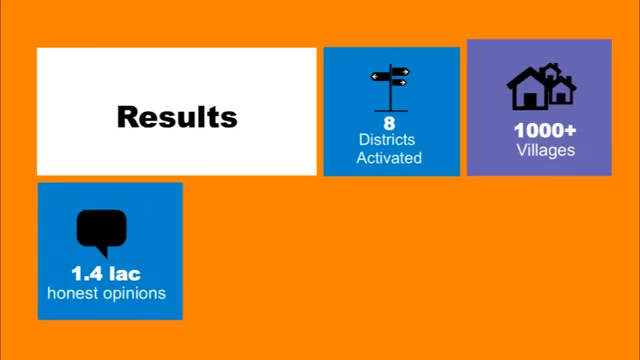 Results
8
Districts
Activated
1000+
Villages
1.4 lac
honest opinions